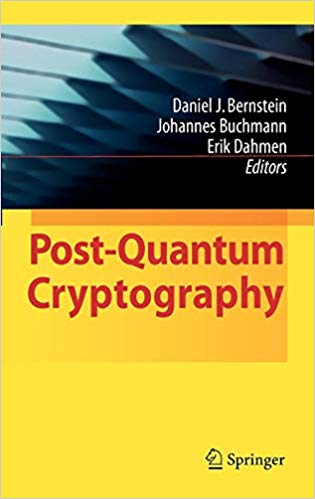 Daniel J. Bernstein
Johannes Buchmann
Erik Dahmen
Editors
Post-Quantum
Cryptography
Springer